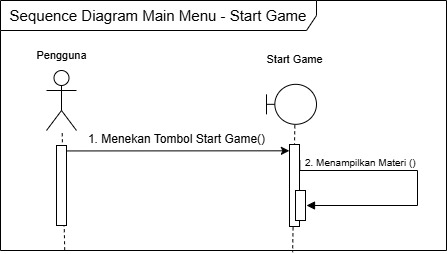 Sequence Diagram Main Menu - Start Game
Pengguna
Start Game
1. Menekan Tombol Start Game()
2. Menampilkan Materi ()